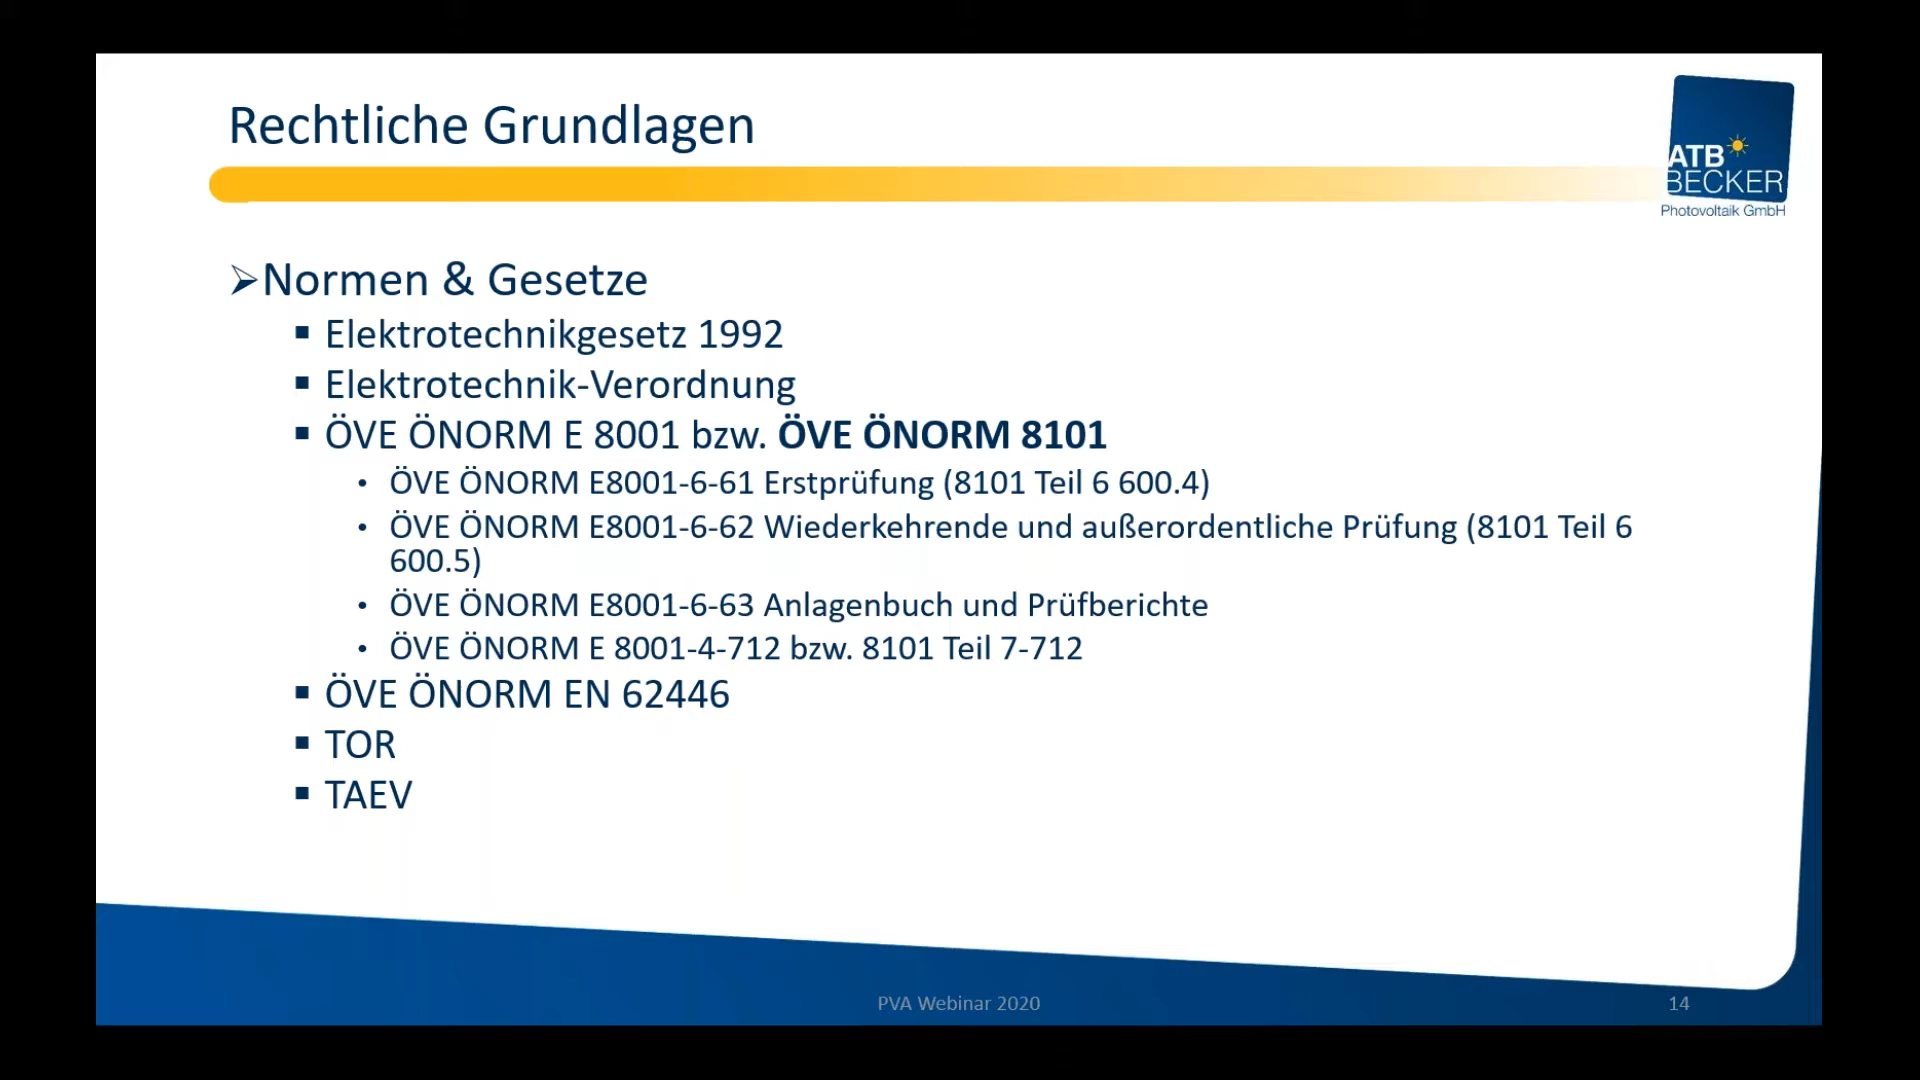 Rechtliche Grundlagen
ATB
BECKER
Photovoltaik GmbH
➢Normen & Gesetze
▪ Elektrotechnikgesetz 1992
▪ Elektrotechnik-Verordnung
▪ ÖVE ÖNORM E 8001 bzw. ÖVE ÖNORM 8101
• ÖVE ÖNORM E8001-6-61 Erstprüfung (8101 Teil 6 600.4)
• ÖVE ÖNORM E8001-6-62 Wiederkehrende und außerordentliche Prüfung (8101 Teil 6
600.5)
• ÖVE ÖNORM E8001-6-63 Anlagenbuch und Prüfberichte
• ÖVE ÖNORM E 8001-4-712 bzw. 8101 Teil 7-712
▪ ÖVE ÖNORM EN 62446
▪ TOR
▪ TAEV
PVA Webinar 2020
14